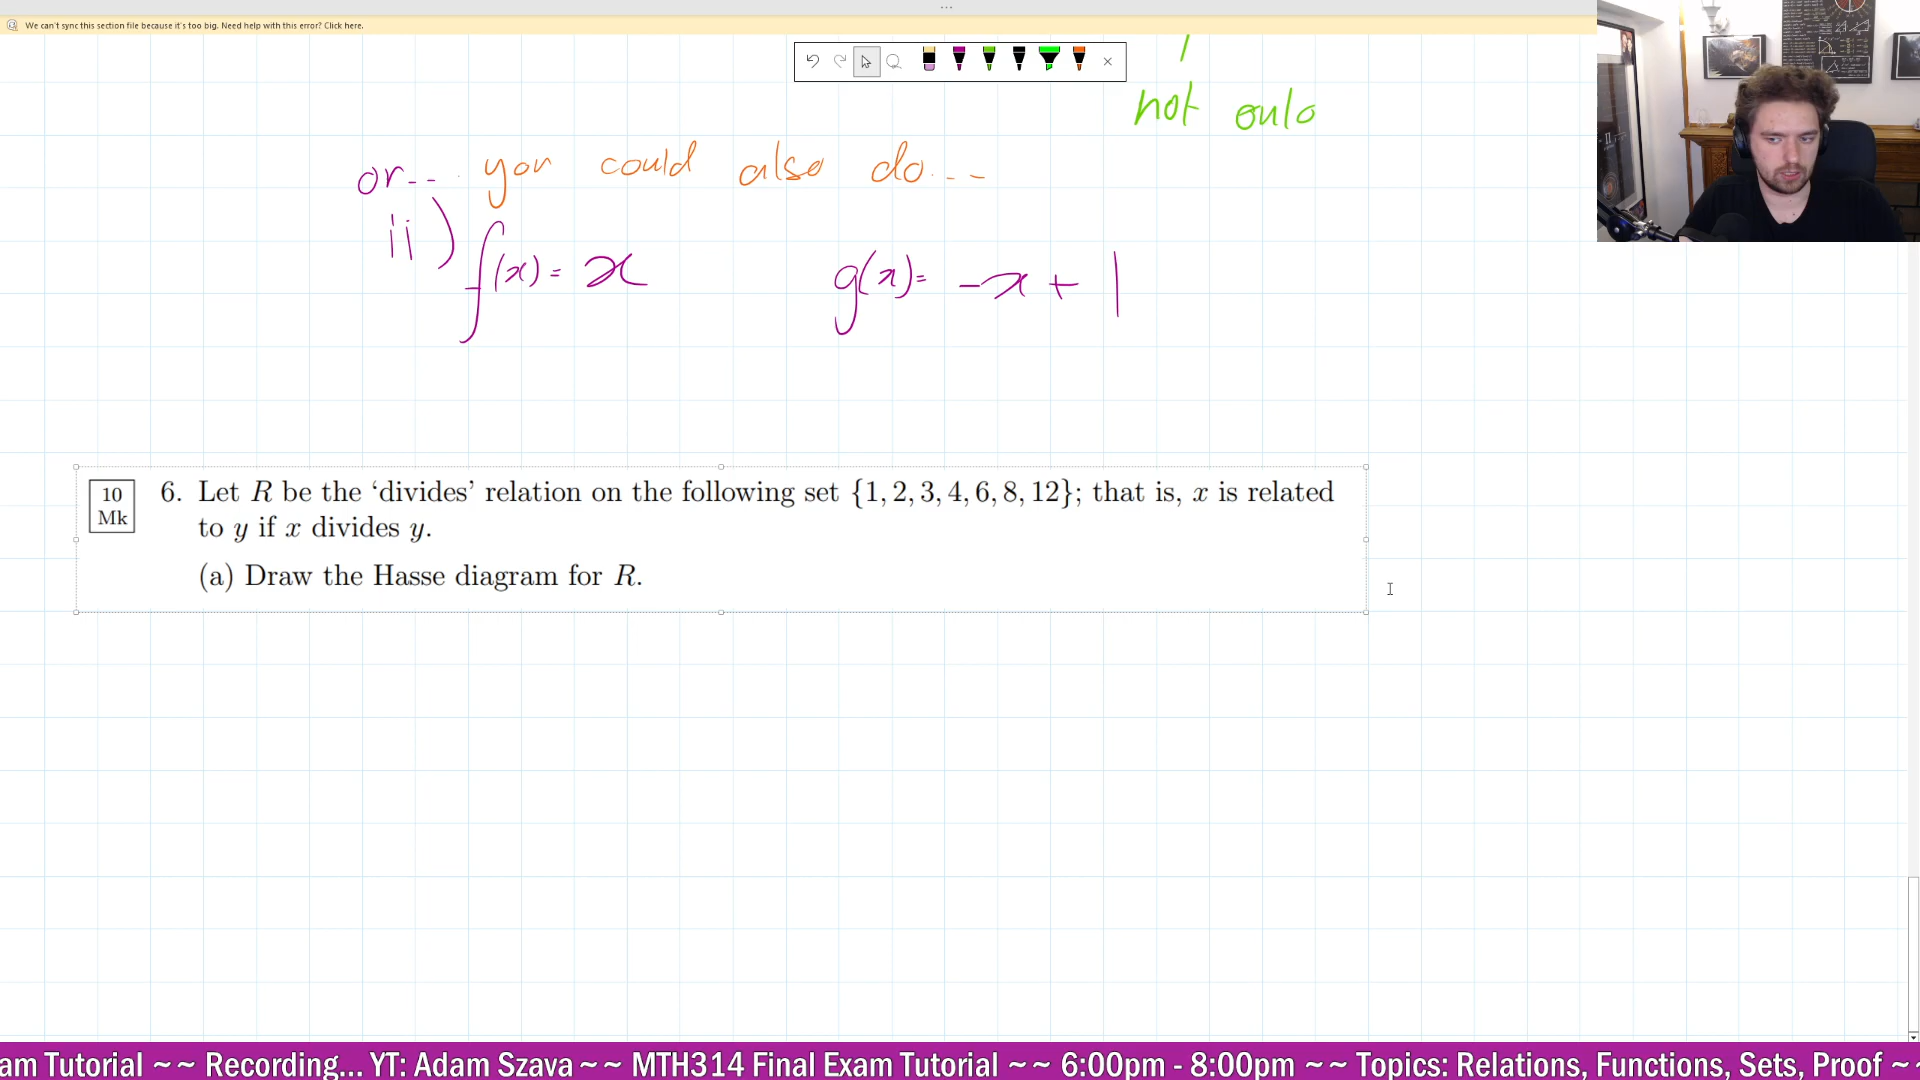 ...
We can't sync this section file because it's too big. Need help with this error? Click here.
not onto
or... you could also do...
ii)
f(x) = x g(x) = -x + 1
10
Mk
6. Let R be the ‘divides’ relation on the following set {1, 2, 3, 4, 6, 8, 12}; that is, x is related
to y if x divides y.
(a) Draw the Hasse diagram for R.
am Tutorial ~~ Recording... YT: Adam Szava ~~ MTH314 Final Exam Tutorial ~~ 6:00pm - 8:00pm ~~ Topics: Relations, Functions, Sets, Proof ~